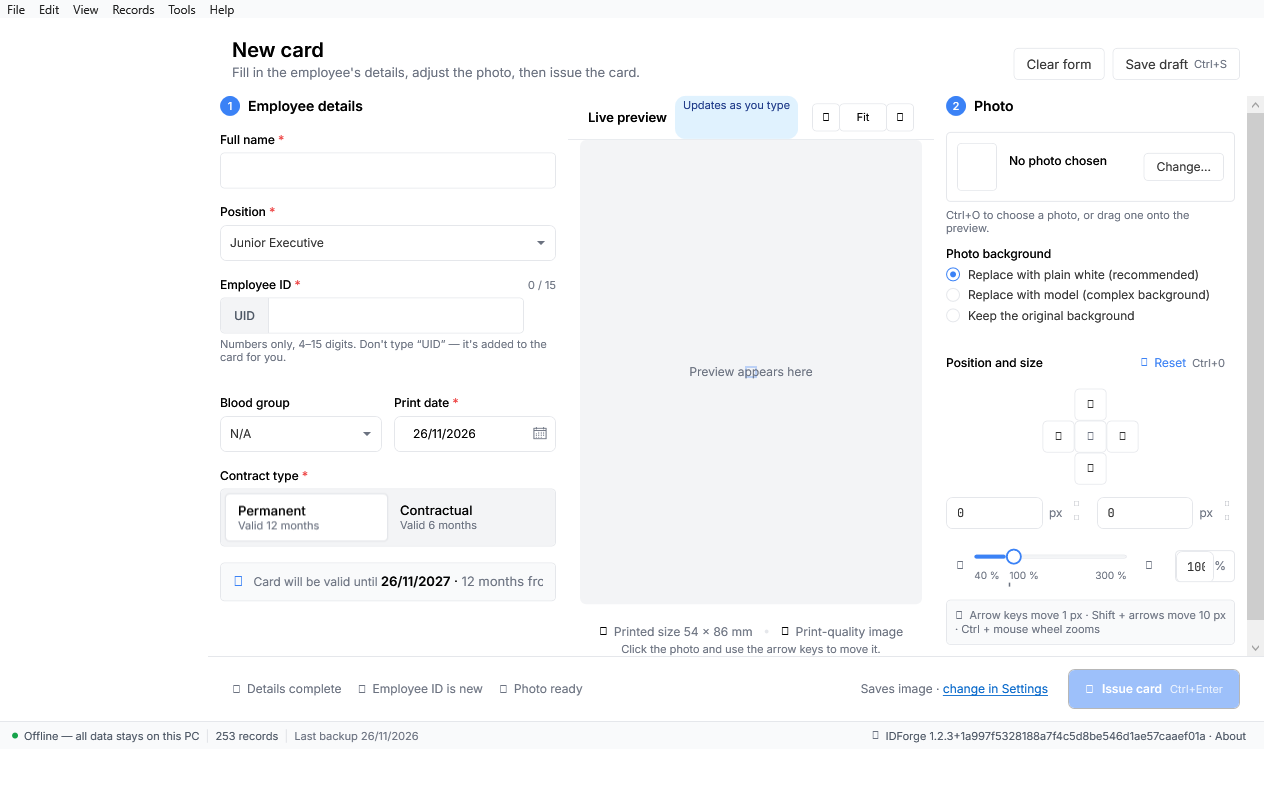 File Edit View Records Tools Help
New card
Fill in the employee's details, adjust the photo, then issue the card.
Clear form
Save draft Ctrl+S
1 Employee details
Full name *
Position *
Junior Executive
Employee ID *
0 / 15
UID
Numbers only, 4–15 digits. Don't type “UID” — it's added to the
card for you.
Blood group
Print date *
N/A
26/11/2026
Contract type *
Permanent
Valid 12 months
Contractual
Valid 6 months
Card will be valid until 26/11/2027 · 12 months frc
Live preview
Updates as you type
Fit
Preview appears here
Printed size 54 × 86 mm
Print-quality image
Click the photo and use the arrow keys to move it.
2 Photo
No photo chosen
Change...
Ctrl+O to choose a photo, or drag one onto the
preview.
Photo background
Replace with plain white (recommended)
Replace with model (complex background)
Keep the original background
Position and size
Reset Ctrl+0
0 px
0 px
40 % 100 % 300 %
100 %
Arrow keys move 1 px · Shift + arrows move 10 px
· Ctrl + mouse wheel zooms
Details complete
Employee ID is new
Photo ready
Saves image · change in Settings
Issue card Ctrl+Enter
Offline — all data stays on this PC
253 records
Last backup 26/11/2026
IDForge 1.2.3+1a997f5328188a7f4c5d8be546d1ae57caaef01a · About